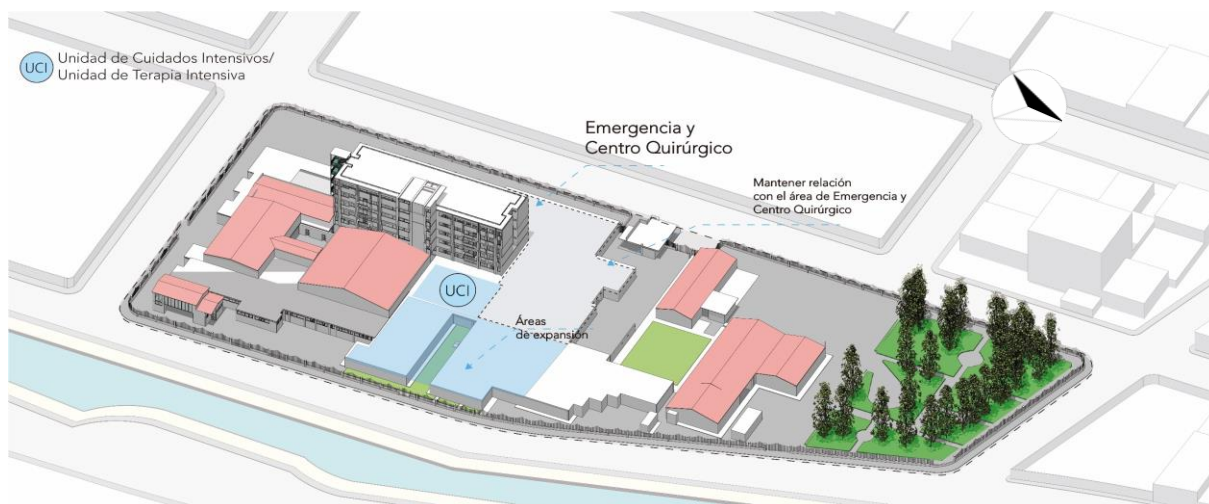 UCI
Unidad de Cuidados Intensivos/
Unidad de Terapia Intensiva
Emergencia y
Centro Quirúrgico
Mantener relación
con el área de Emergencia y
Centro Quirúrgico
UCI
Áreas
de expansión